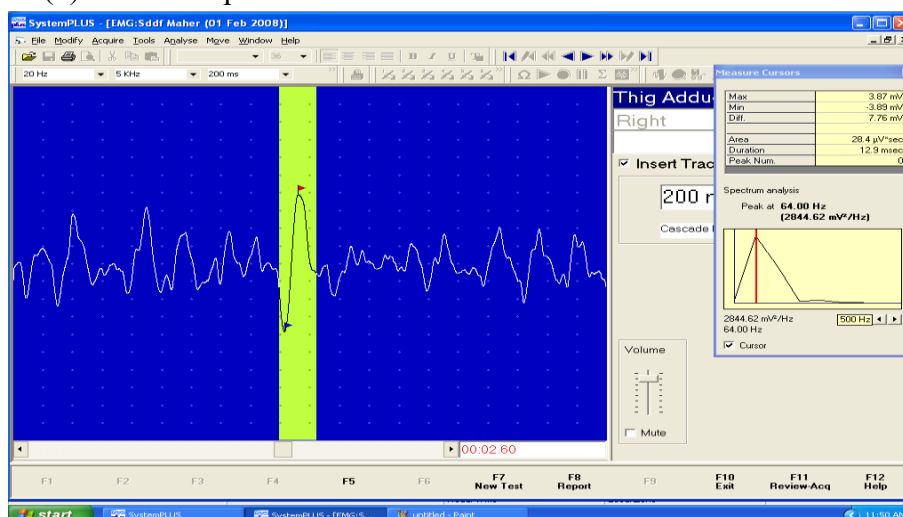 SystemPLUS - [EMG:Sddf Maher (01 Feb 2008)]
File Modify Acquire Tools Analyse Move Window Help
36
20 Hz 5 KHz 200 ms
Measure Cursors
Max 3.87 mV
Min -3.89 mV
Diff. 7.76 mV
Area 28.4 µV*sec
Duration 12.9 msec
Peak Num. 0
Spectrum analysis
Peak at 64.00 Hz
(2844.62 mV²/Hz)
2844.62 mV²/Hz
64.00 Hz
500 Hz
Cursor
Thig Adduc
Right
Insert Trac
200
Cascade
Volume
Mute
00:02.60
F1 F2 F3 F4 F5 F6 F7 F8 F9 F10 F11 F12
New Test Report Exit Review-Acq Help
start SystemPLUS SystemPLUS - [EMG:S... untitled - Paint 11:50 AM